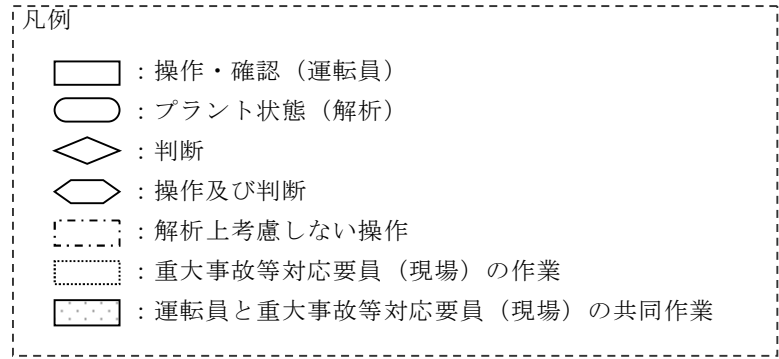 凡例
：操作・確認（運転員）
：プラント状態（解析）
：判断
：操作及び判断
：解析上考慮しない操作
：重大事故等対応要員（現場）の作業
：運転員と重大事故等対応要員（現場）の共同作業